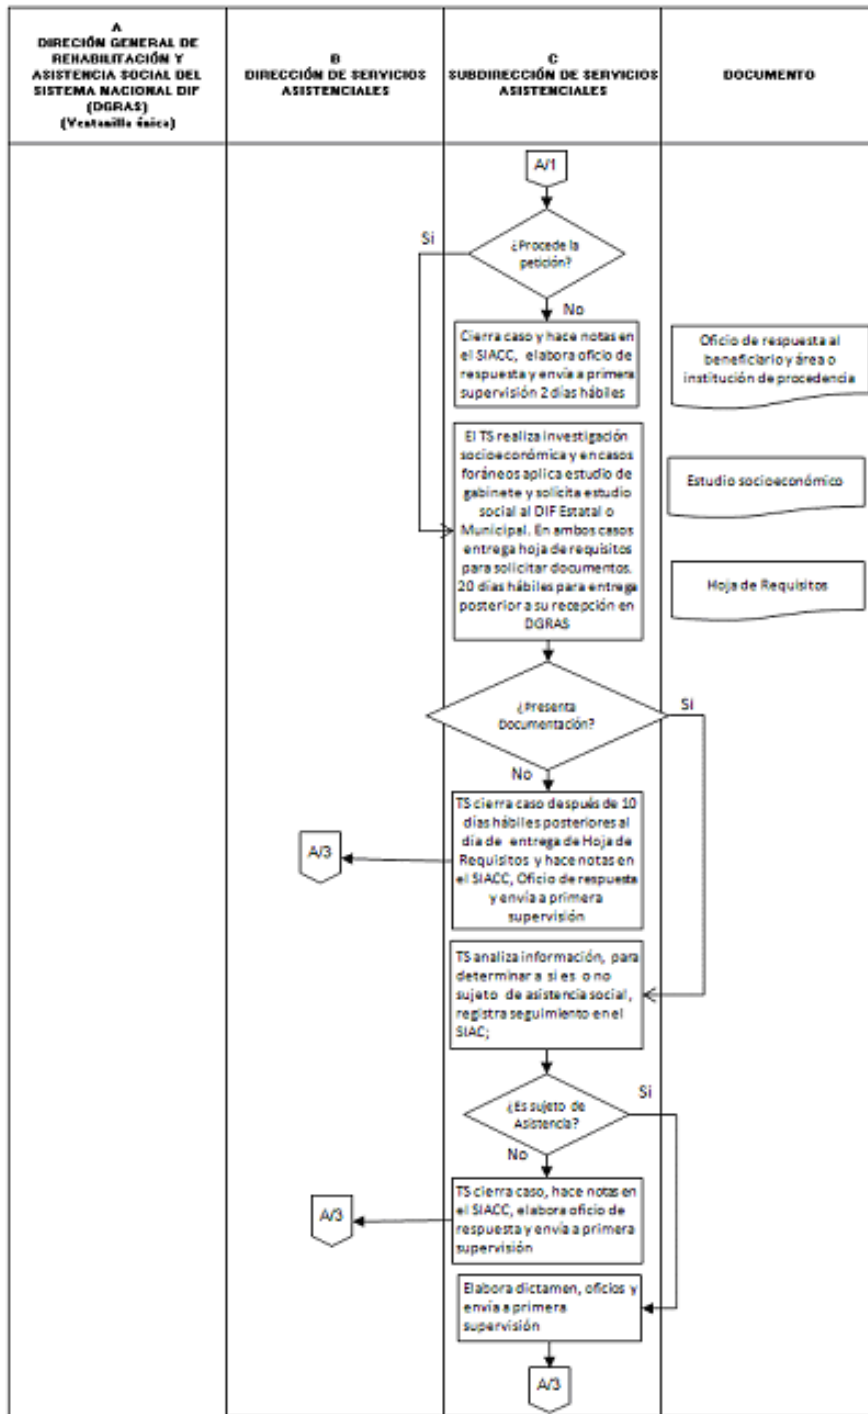 A
DIRECIÓN GENERAL DE
REHABILITACIÓN Y
ASISTENCIA SOCIAL DEL
SISTEMA NACIONAL DIF
(DGRAS)
(Ventanilla única)
B
DIRECCIÓN DE SERVICIOS
ASISTENCIALES
C
SUBDIRECCIÓN DE SERVICIOS
ASISTENCIALES
DOCUMENTO
A/1
¿Procede la
petición?
Si
No
Cierra caso y hace notas en
el SIACC, elabora oficio de
respuesta y envía a primera
supervisión 2 días hábiles
Oficio de respuesta al
beneficiario y área o
institución de procedencia
El TS realiza investigación
socioeconómica y en casos
foráneos aplica estudio de
gabinete y solicita estudio
social al DIF Estatal o
Municipal. En ambos casos
entrega hoja de requisitos
para solicitar documentos.
20 días hábiles para entrega
posterior a su recepción en
DGRAS
Estudio socioeconómico
Hoja de Requisitos
¿Presenta
Documentación?
Si
No
TS cierra caso después de 10
días hábiles posteriores al
día de entrega de Hoja de
Requisitos y hace notas en
el SIACC, Oficio de respuesta
y envía a primera
supervisión
A/3
TS analiza información, para
determinar a si es o no
sujeto de asistencia social,
registra seguimiento en el
SIAC;
¿Es sujeto de
Asistencia?
Si
No
TS cierra caso, hace notas en
el SIACC, elabora oficio de
respuesta y envía a primera
supervisión
A/3
Elabora dictamen, oficios y
envía a primera
supervisión
A/3